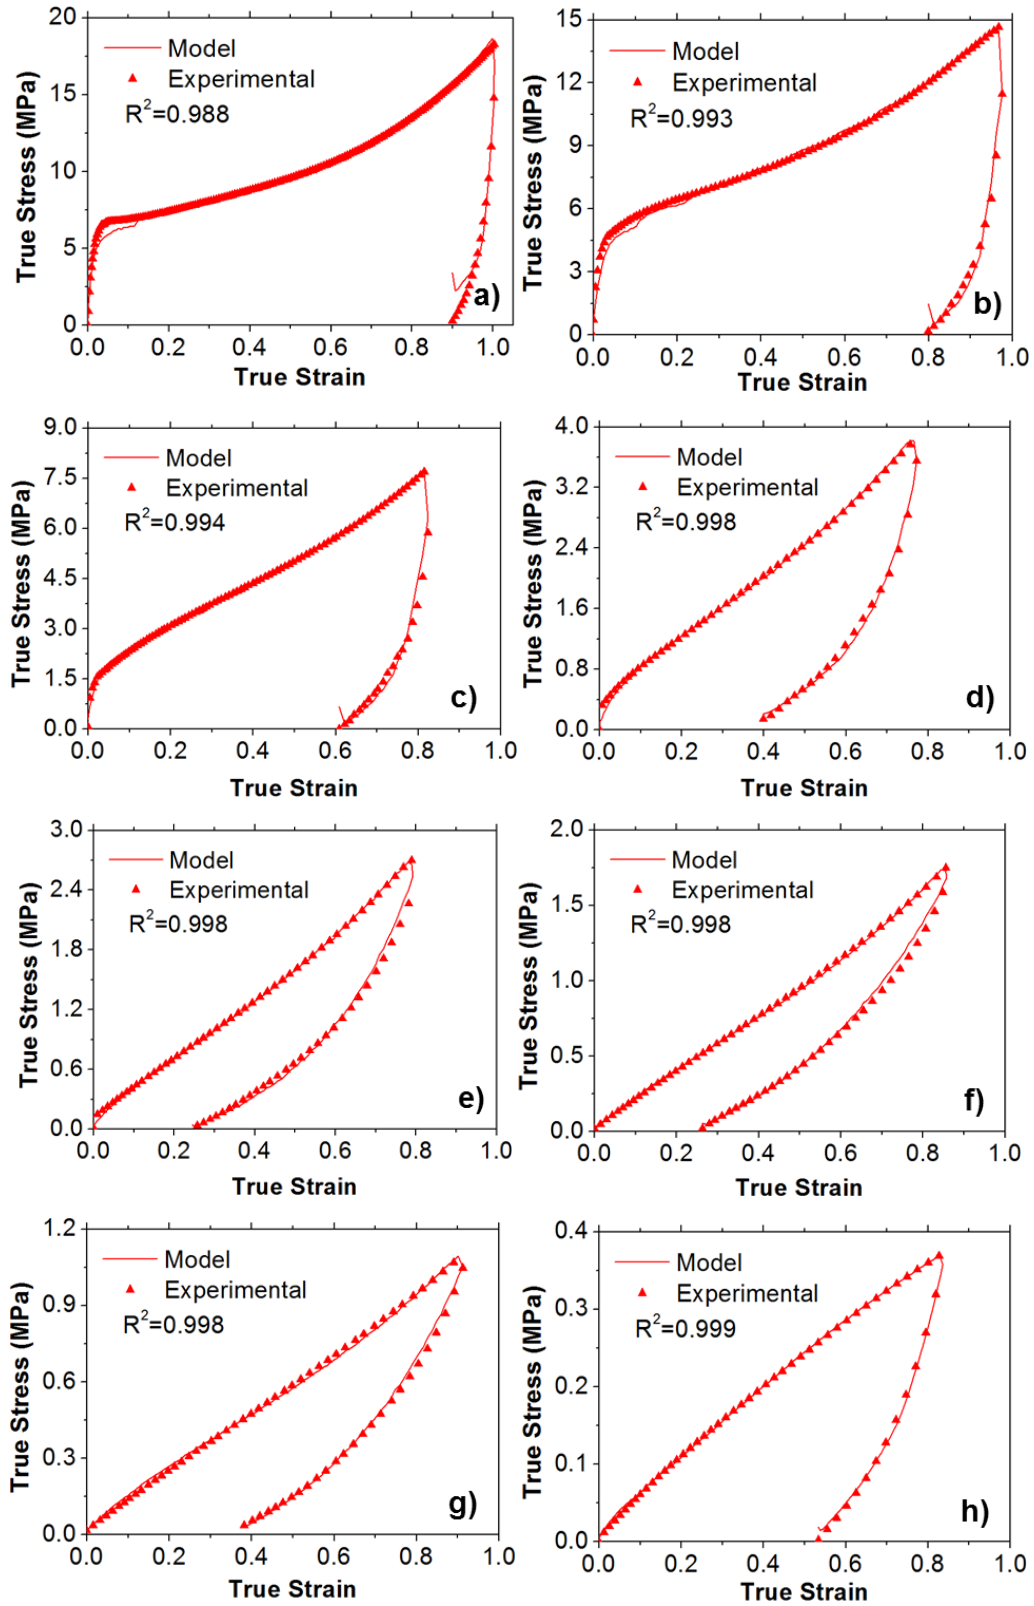 20
15
10
5
0
True Stress (MPa)
Model
Experimental
R²=0.988
a)
0.0 0.2 0.4 0.6 0.8 1.0
True Strain
15
12
9
6
3
0
True Stress (MPa)
Model
Experimental
R²=0.993
b)
0.0 0.2 0.4 0.6 0.8 1.0
True Strain
9.0
7.5
6.0
4.5
3.0
1.5
0.0
True Stress (MPa)
Model
Experimental
R²=0.994
c)
0.0 0.2 0.4 0.6 0.8 1.0
True Strain
4.0
3.2
2.4
1.6
0.8
0.0
True Stress (MPa)
Model
Experimental
R²=0.998
d)
0.0 0.2 0.4 0.6 0.8 1.0
True Strain
3.0
2.4
1.8
1.2
0.6
0.0
True Stress (MPa)
Model
Experimental
R²=0.998
e)
0.0 0.2 0.4 0.6 0.8 1.0
True Strain
2.0
1.5
1.0
0.5
0.0
True Stress (MPa)
Model
Experimental
R²=0.998
f)
0.0 0.2 0.4 0.6 0.8 1.0
True Strain
1.2
0.9
0.6
0.3
0.0
True Stress (MPa)
Model
Experimental
R²=0.998
g)
0.0 0.2 0.4 0.6 0.8 1.0
True Strain
0.4
0.3
0.2
0.1
0.0
True Stress (MPa)
Model
Experimental
R²=0.999
h)
0.0 0.2 0.4 0.6 0.8 1.0
True Strain